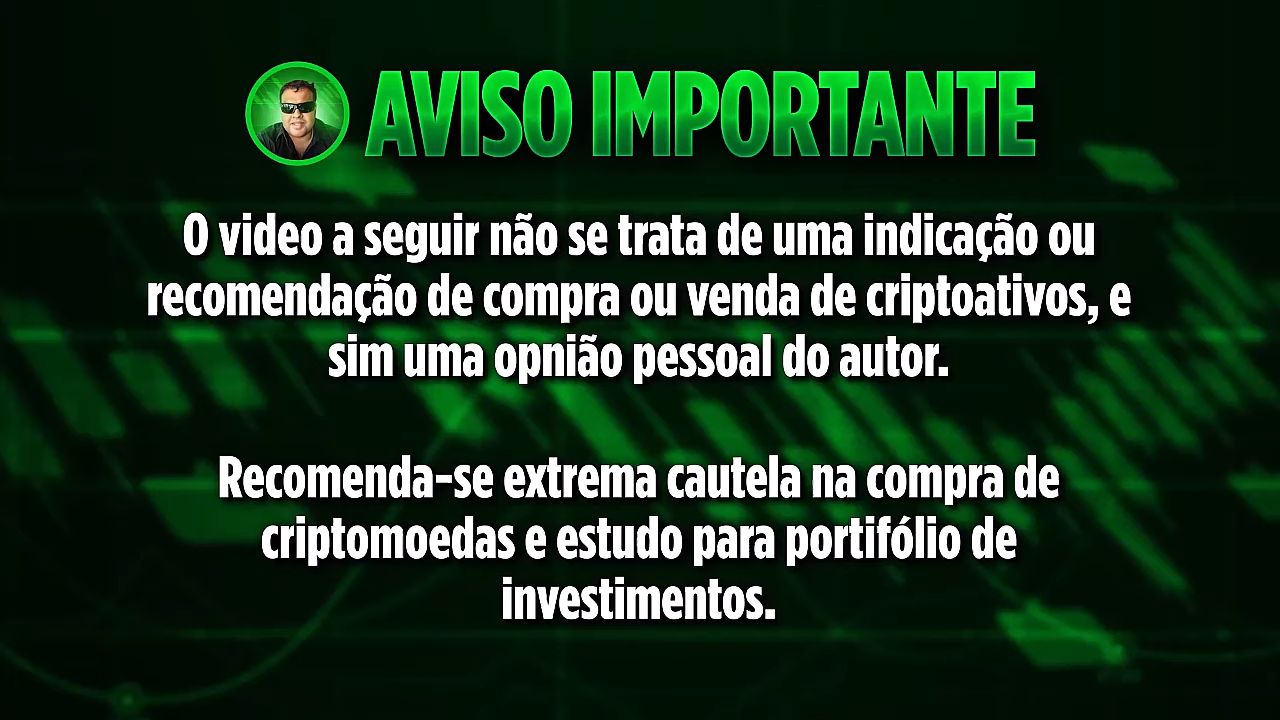 AVISO IMPORTANTE
O video a seguir não se trata de uma indicação ou
recomendação de compra ou venda de criptoativos, e
sim uma opnião pessoal do autor.
Recomenda-se extrema cautela na compra de
criptomoedas e estudo para portifólio de
investimentos.